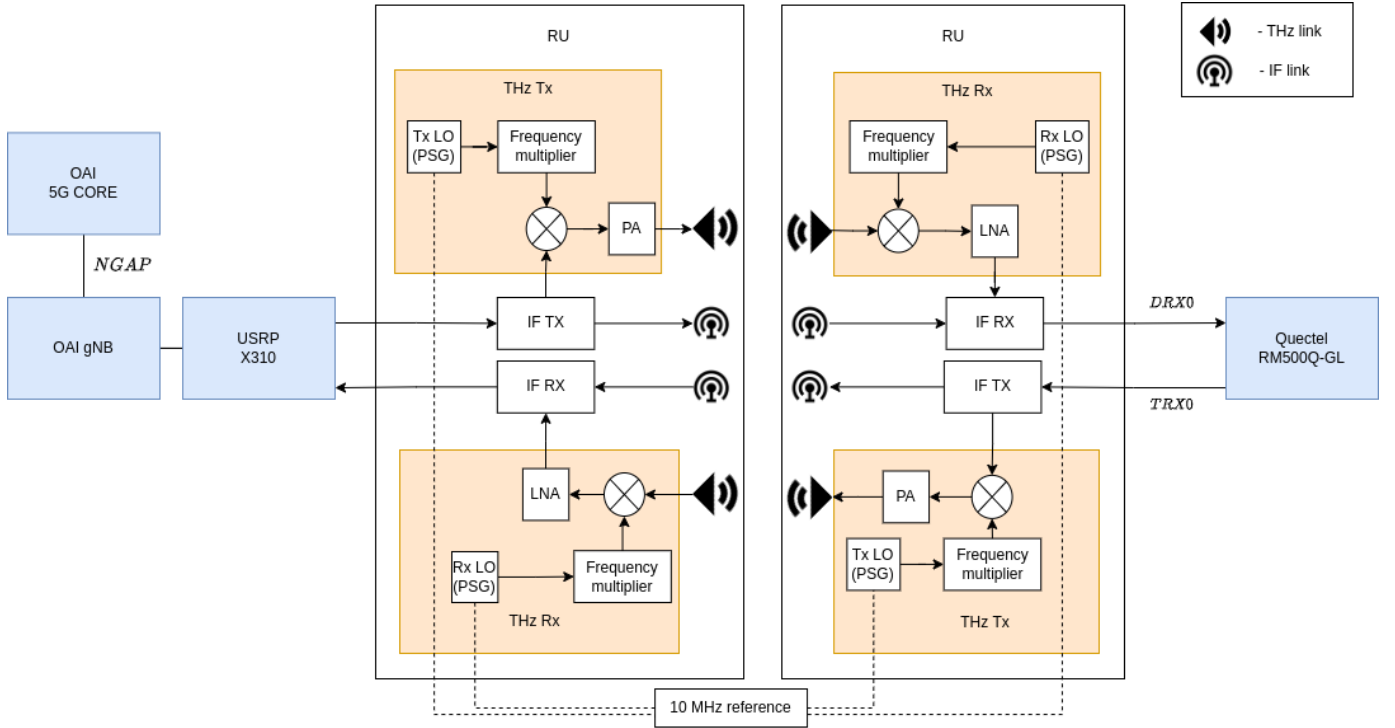 RU
THz Tx
Tx LO
(PSG)
Frequency
multiplier
PA
IF TX
IF RX
LNA
Rx LO
(PSG)
Frequency
multiplier
THz Rx
OAI
5G CORE
NGAP
OAI gNB
USRP
X310
RU
THz Rx
Frequency
multiplier
Rx LO
(PSG)
LNA
IF RX
IF TX
PA
Tx LO
(PSG)
Frequency
multiplier
THz Tx
DRX0
TRX0
Quectel
RM500Q-GL
- THz link
- IF link
10 MHz reference